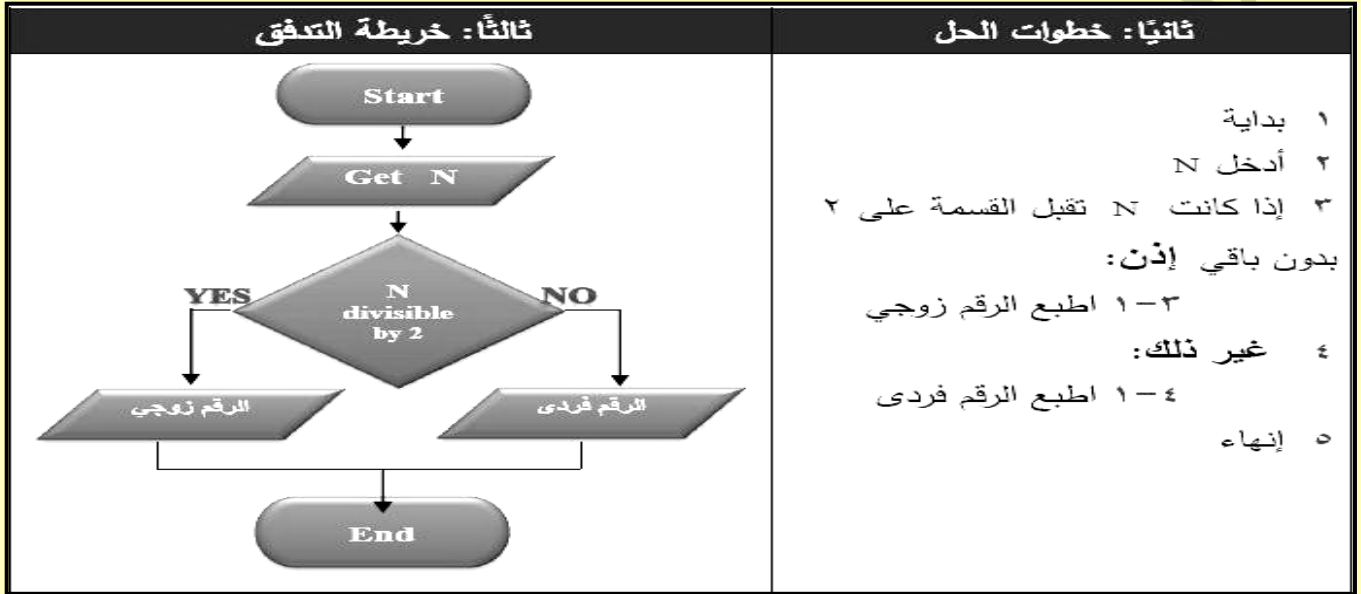 ثانيًا: خطوات الحل
١ بداية
٢ أدخل N
٣ إذا كانت N تقبل القسمة على ٢
بدون باقي إذن:
٣-١ اطبع الرقم زوجي
٤ غير ذلك:
٤-١ اطبع الرقم فردى
٥ إنهاء
ثالثًا: خريطة التدفق
Start
Get N
N
divisible
by 2
YES
NO
الرقم زوجي
الرقم فردى
End